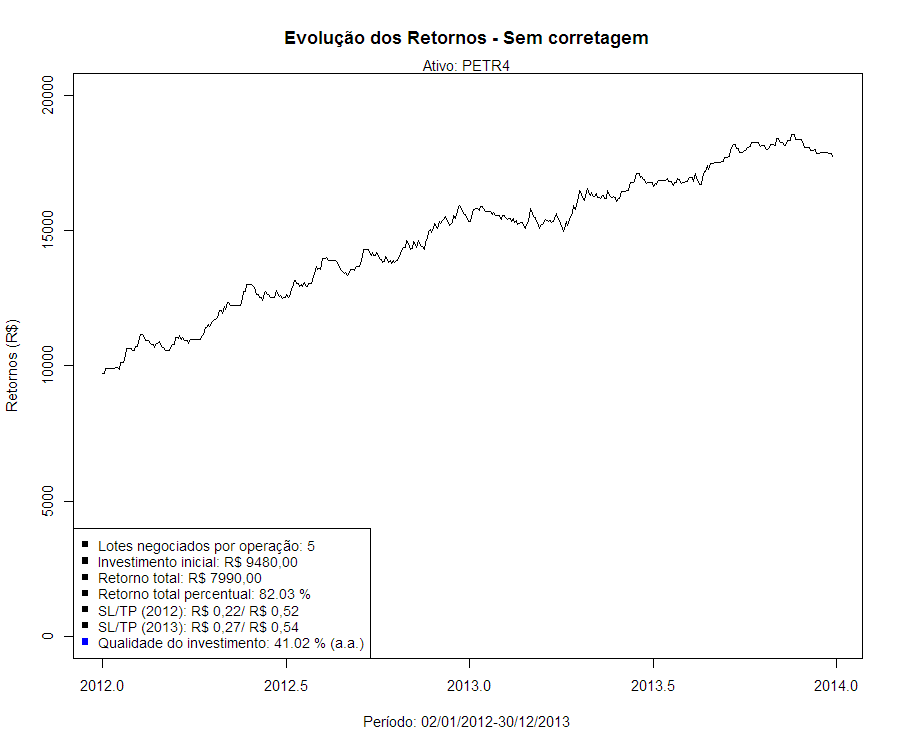 Evolução dos Retornos - Sem corretagem
Ativo: PETR4
Retornos (R$)
20000
15000
10000
5000
0
Lotes negociados por operação: 5
Investimento inicial: R$ 9480,00
Retorno total: R$ 7990,00
Retorno total percentual: 82.03 %
SL/TP (2012): R$ 0,22/ R$ 0,52
SL/TP (2013): R$ 0,27/ R$ 0,54
Qualidade do investimento: 41.02 % (a.a.)
2012.0 2012.5 2013.0 2013.5 2014.0
Período: 02/01/2012-30/12/2013